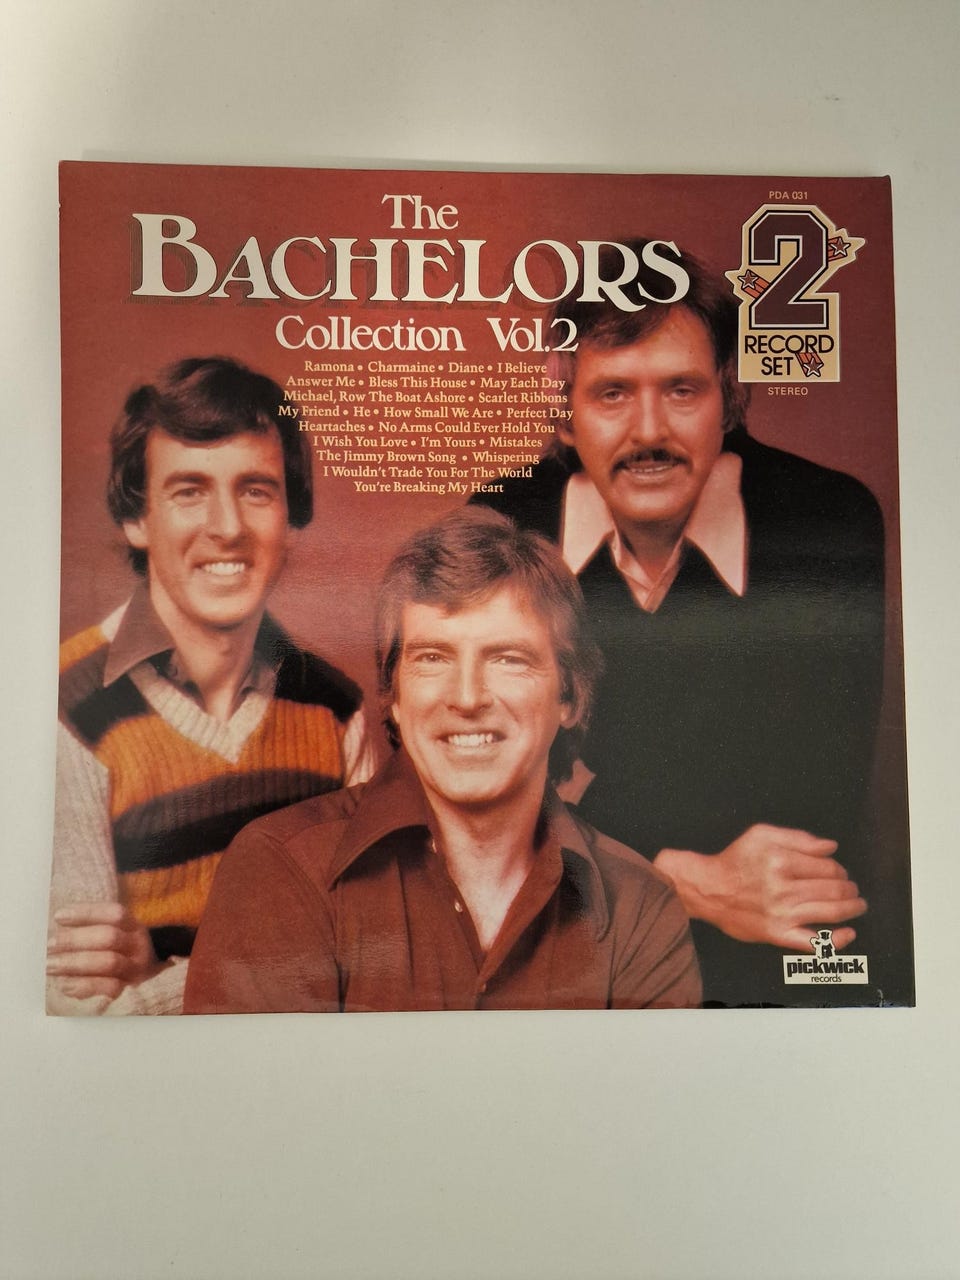 The
BACHELORS
Collection Vol.2
Ramona • Charmaine • Diane • I Believe
Answer Me • Bless This House • May Each Day
Michael, Row The Boat Ashore • Scarlet Ribbons
My Friend • He • How Small We Are • Perfect Day
Heartaches • No Arms Could Ever Hold You
I Wish You Love • I'm Yours • Mistakes
The Jimmy Brown Song • Whispering
I Wouldn't Trade You For The World
You're Breaking My Heart
PDA 031
2
RECORD
SET
STEREO
pickwick
records